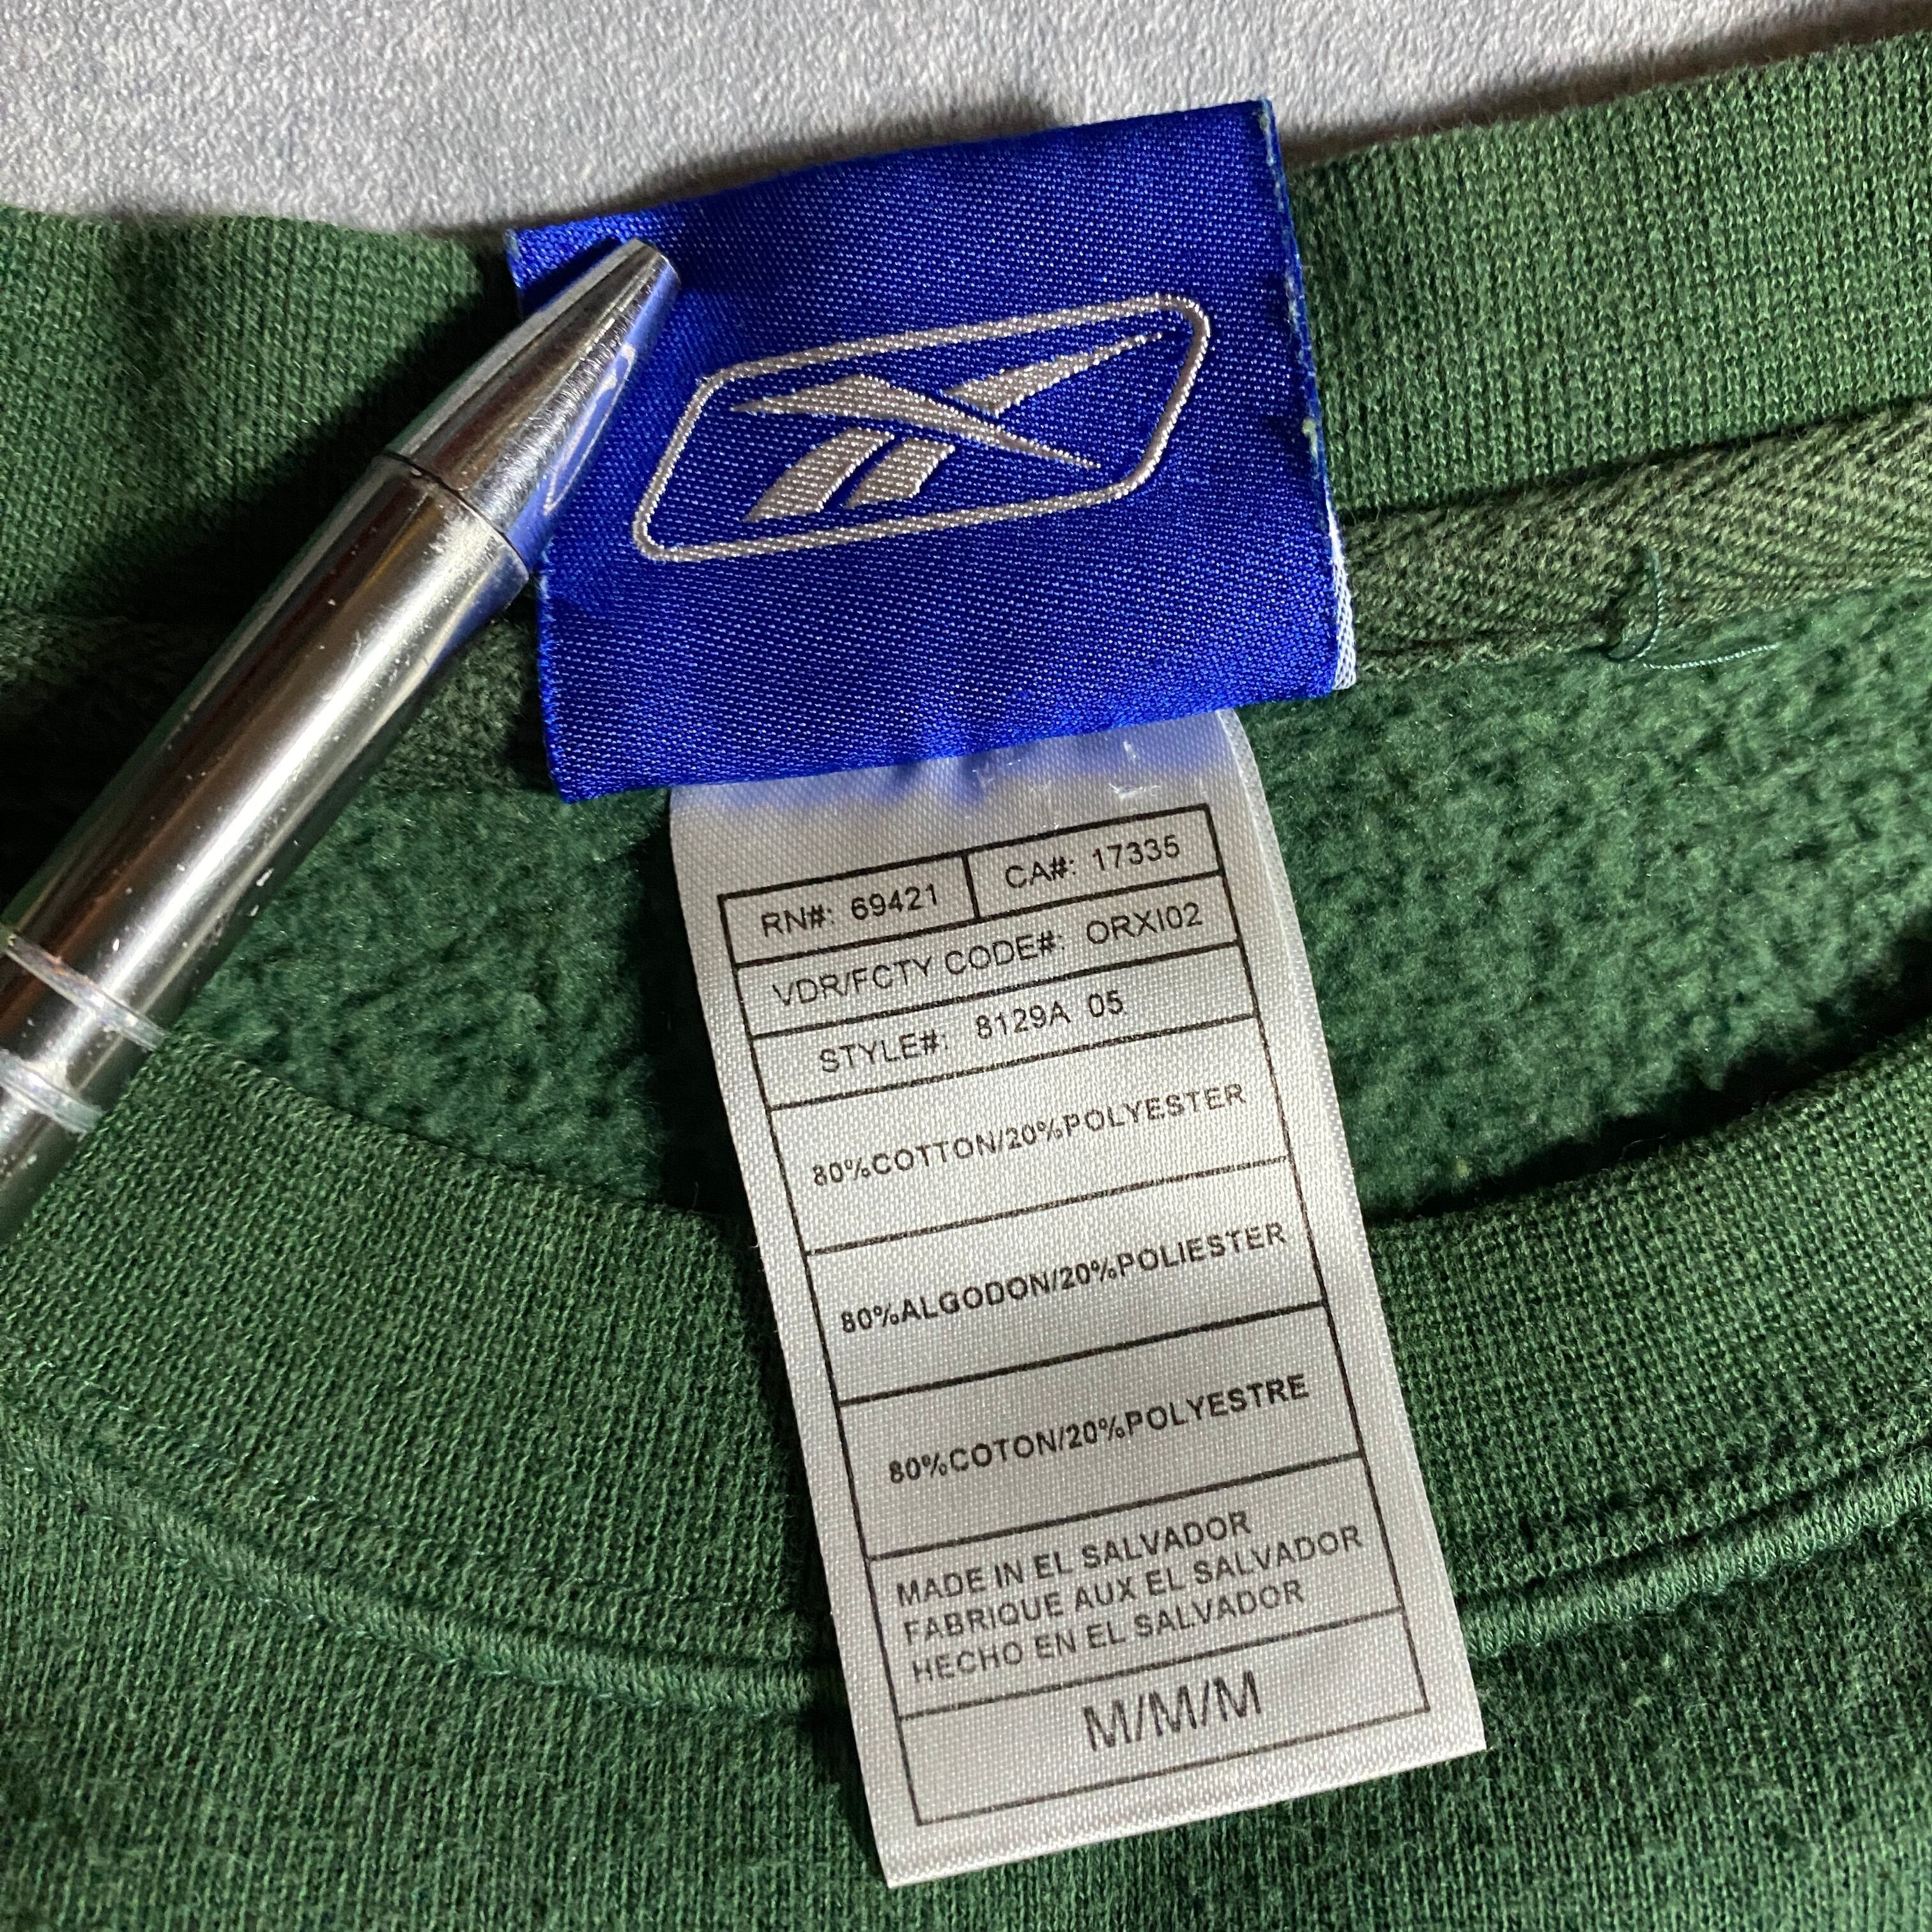 RN#: 69421 CA#: 17335
VDR/FCTY CODE#: ORXI02
STYLE#: 8129A 05
80%COTTON/20%POLYESTER
80%ALGODON/20%POLIESTER
80%COTON/20%POLYESTRE
MADE IN EL SALVADOR
FABRIQUE AUX EL SALVADOR
HECHO EN EL SALVADOR
M/M/M